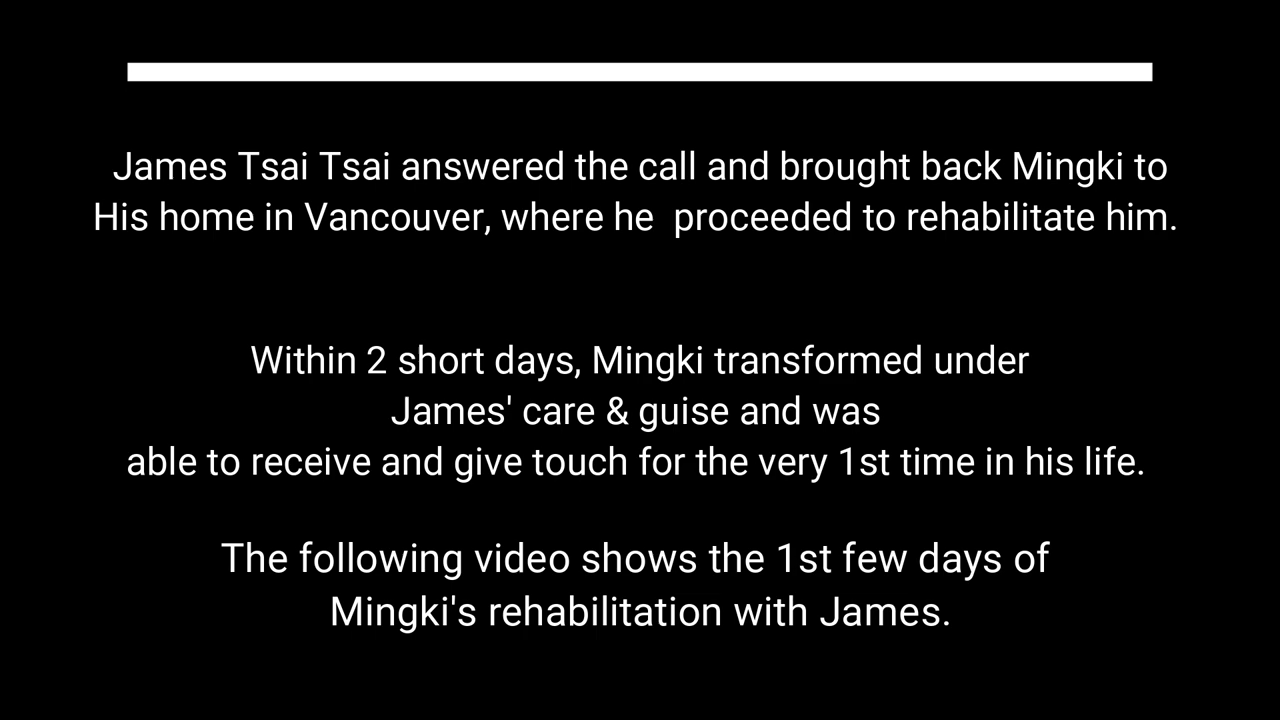 James Tsai Tsai answered the call and brought back Mingki to
His home in Vancouver, where he  proceeded to rehabilitate him.
Within 2 short days, Mingki transformed under
James' care & guise and was
able to receive and give touch for the very 1st time in his life.
The following video shows the 1st few days of
Mingki's rehabilitation with James.